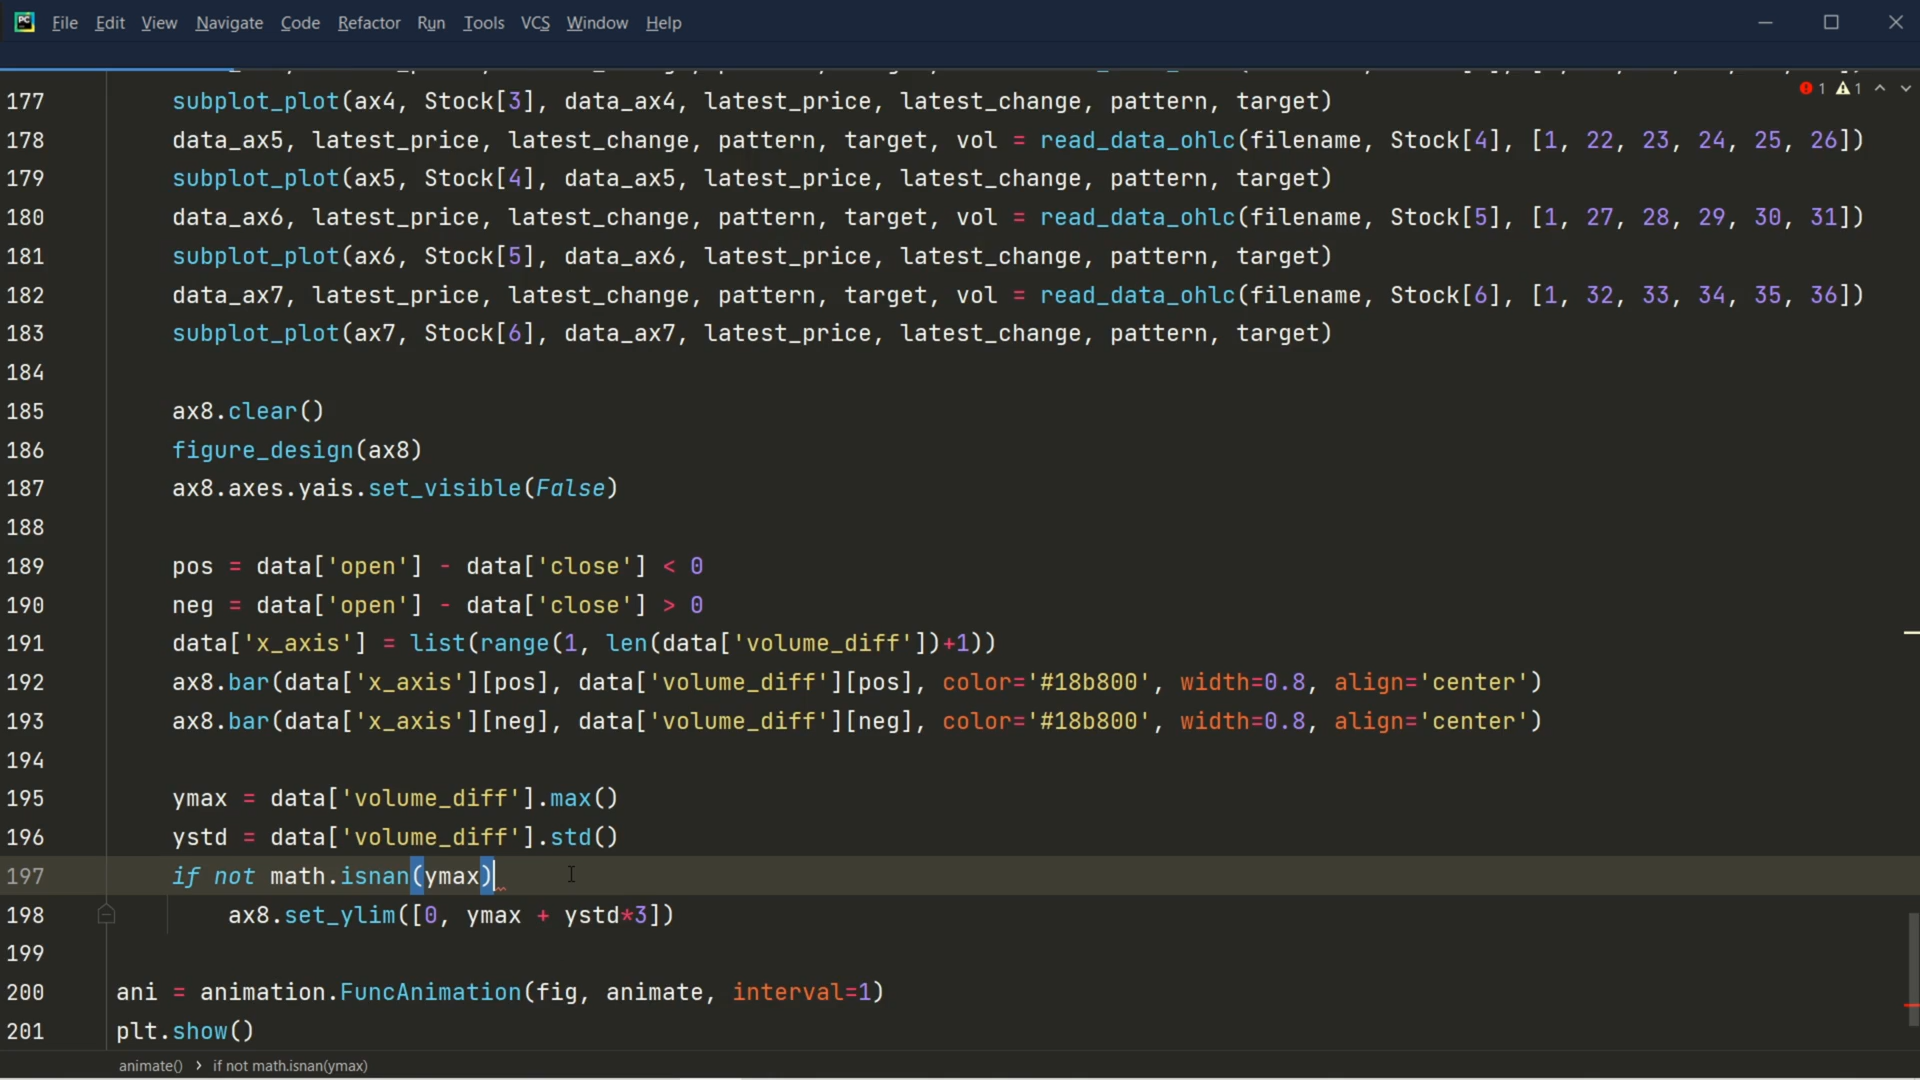 PC File Edit View Navigate Code Refactor Run Tools VCS Window Help
1 1
177 subplot_plot(ax4, Stock[3], data_ax4, latest_price, latest_change, pattern, target)
178 data_ax5, latest_price, latest_change, pattern, target, vol = read_data_ohlc(filename, Stock[4], [1, 22, 23, 24, 25, 26])
179 subplot_plot(ax5, Stock[4], data_ax5, latest_price, latest_change, pattern, target)
180 data_ax6, latest_price, latest_change, pattern, target, vol = read_data_ohlc(filename, Stock[5], [1, 27, 28, 29, 30, 31])
181 subplot_plot(ax6, Stock[5], data_ax6, latest_price, latest_change, pattern, target)
182 data_ax7, latest_price, latest_change, pattern, target, vol = read_data_ohlc(filename, Stock[6], [1, 32, 33, 34, 35, 36])
183 subplot_plot(ax7, Stock[6], data_ax7, latest_price, latest_change, pattern, target)
184
185 ax8.clear()
186 figure_design(ax8)
187 ax8.axes.yais.set_visible(False)
188
189 pos = data['open'] - data['close'] < 0
190 neg = data['open'] - data['close'] > 0
191 data['x_axis'] = list(range(1, len(data['volume_diff'])+1))
192 ax8.bar(data['x_axis'][pos], data['volume_diff'][pos], color='#18b800', width=0.8, align='center')
193 ax8.bar(data['x_axis'][neg], data['volume_diff'][neg], color='#18b800', width=0.8, align='center')
194
195 ymax = data['volume_diff'].max()
196 ystd = data['volume_diff'].std()
197 if not math.isnan(ymax)
198 ax8.set_ylim([0, ymax + ystd*3])
199
200 ani = animation.FuncAnimation(fig, animate, interval=1)
201 plt.show()
animate() › if not math.isnan(ymax)